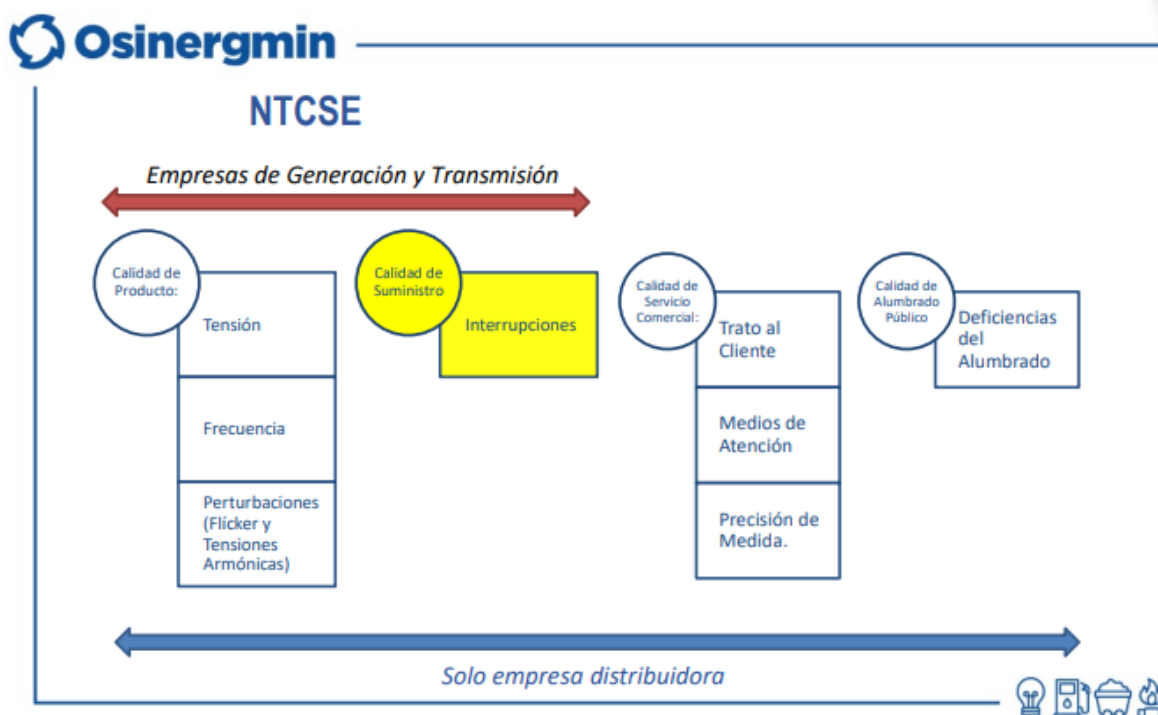 Osinergmin
NTCSE
Empresas de Generación y Transmisión
Calidad de
Producto:
Tensión
Frecuencia
Perturbaciones
(Flícker y
Tensiones
Armónicas)
Calidad de
Suministro
Interrupciones
Calidad de
Servicio
Comercial:
Trato al
Cliente
Medios de
Atención
Precisión de
Medida.
Calidad de
Alumbrado
Público
Deficiencias
del
Alumbrado
Solo empresa distribuidora